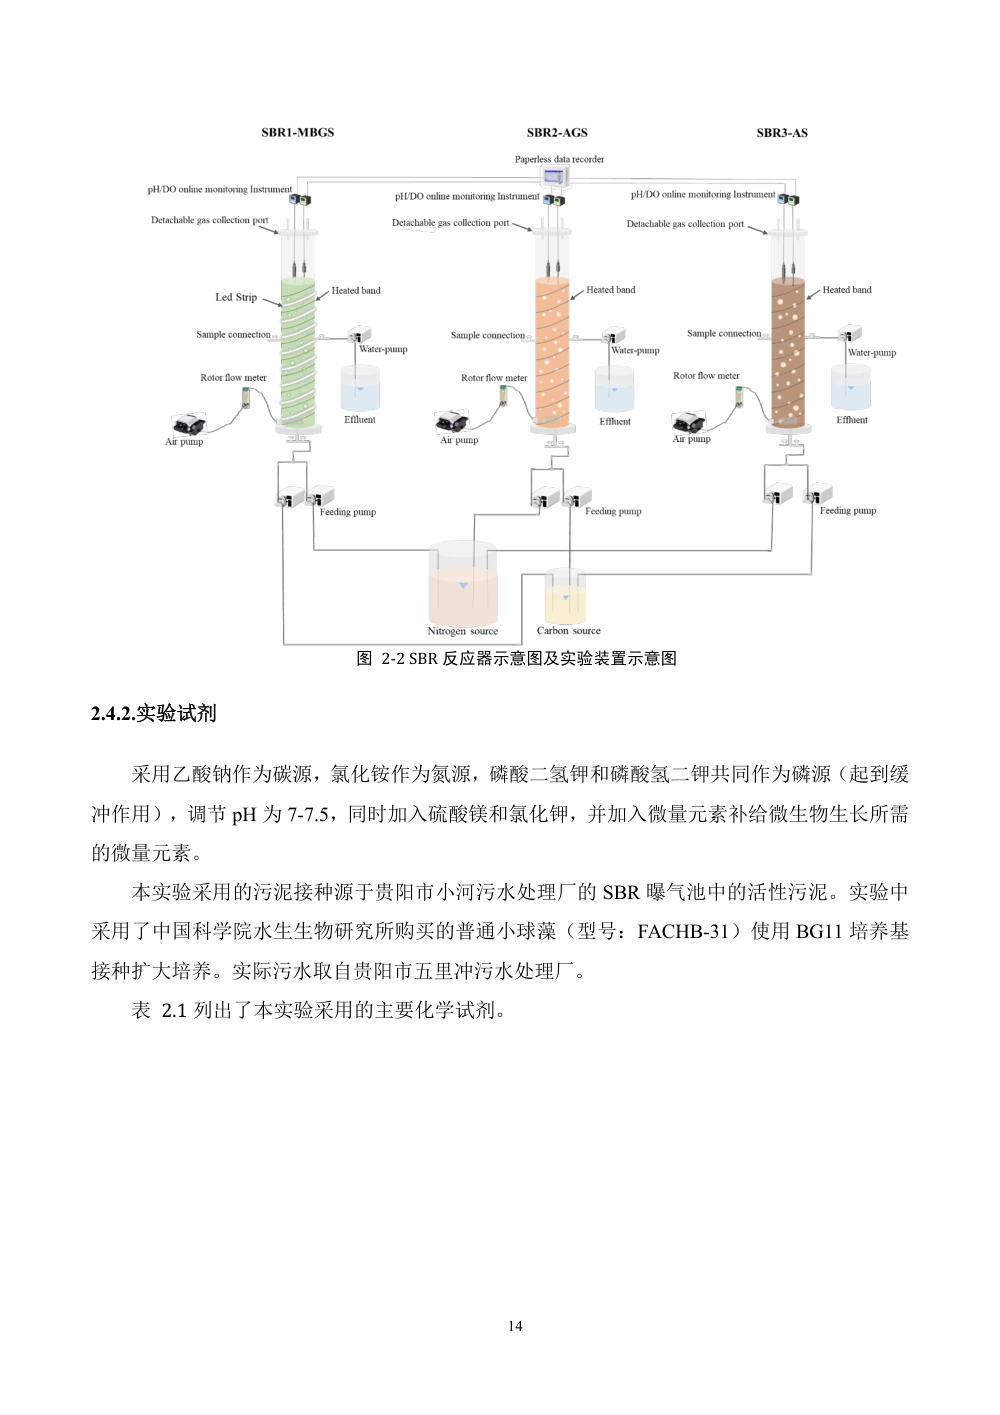 SBR1-MBGS SBR2-AGS SBR3-AS
Paperless data recorder
pH/DO online monitoring Instrument pH/DO online monitoring Instrument pH/DO online monitoring Instrument
Detachable gas collection port Detachable gas collection port Detachable gas collection port
Led Strip Heated band Heated band Heated band
Sample connection Sample connection Sample connection
Water-pump Water-pump Water-pump
Rotor flow meter Rotor flow meter Rotor flow meter
Effluent Effluent Effluent
Air pump Air pump Air pump
Feeding pump Feeding pump Feeding pump
Nitrogen source Carbon source
图 2-2 SBR 反应器示意图及实验装置示意图
2.4.2.实验试剂
采用乙酸钠作为碳源，氯化铵作为氮源，磷酸二氢钾和磷酸氢二钾共同作为磷源（起到缓
冲作用），调节 pH 为 7-7.5，同时加入硫酸镁和氯化钾，并加入微量元素补给微生物生长所需
的微量元素。
本实验采用的污泥接种源于贵阳市小河污水处理厂的 SBR 曝气池中的活性污泥。实验中
采用了中国科学院水生生物研究所购买的普通小球藻（型号：FACHB-31）使用 BG11 培养基
接种扩大培养。实际污水取自贵阳市五里冲污水处理厂。
表 2.1 列出了本实验采用的主要化学试剂。
14